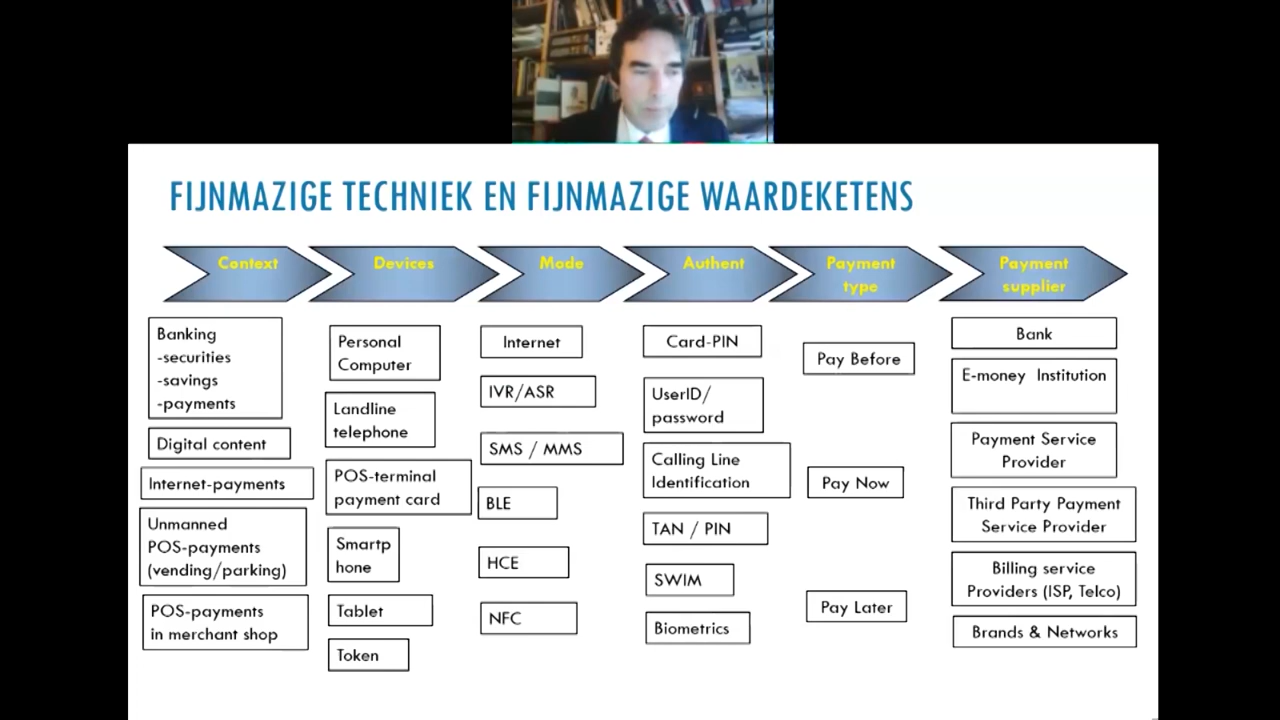 FIJNMAZIGE TECHNIEK EN FIJNMAZIGE WAARDEKETENS
Context
Devices
Mode
Authent
Payment
type
Payment
supplier
Banking
-securities
-savings
-payments
Digital content
Internet-payments
Unmanned
POS-payments
(vending/parking)
POS-payments
in merchant shop
Personal
Computer
Landline
telephone
POS-terminal
payment card
Smartp
hone
Tablet
Token
Internet
IVR/ASR
SMS / MMS
BLE
HCE
NFC
Card-PIN
UserID/
password
Calling Line
Identification
TAN / PIN
SWIM
Biometrics
Pay Before
Pay Now
Pay Later
Bank
E-money Institution
Payment Service
Provider
Third Party Payment
Service Provider
Billing service
Providers (ISP, Telco)
Brands & Networks